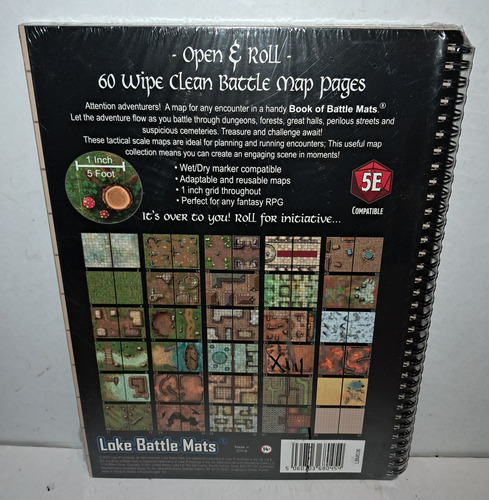 - Open & Roll -
60 Wipe Clean Battle Map Pages
Attention adventurers! A map for any encounter in a handy Book of Battle Mats.®
Let the adventure flow as you battle through dungeons, forests, great halls, perilous streets and
suspicious cemeteries. Treasure and challenge await!
These tactical scale maps are ideal for planning and running encounters; This useful map
collection means you can create an engaging scene in moments!
1 Inch
5 Foot
• Wet/Dry marker compatible
• Adaptable and reusable maps
• 1 inch grid throughout
• Perfect for any fantasy RPG
5E
Compatible
It's over to you! Roll for initiative...
Loke Battle Mats®
14+